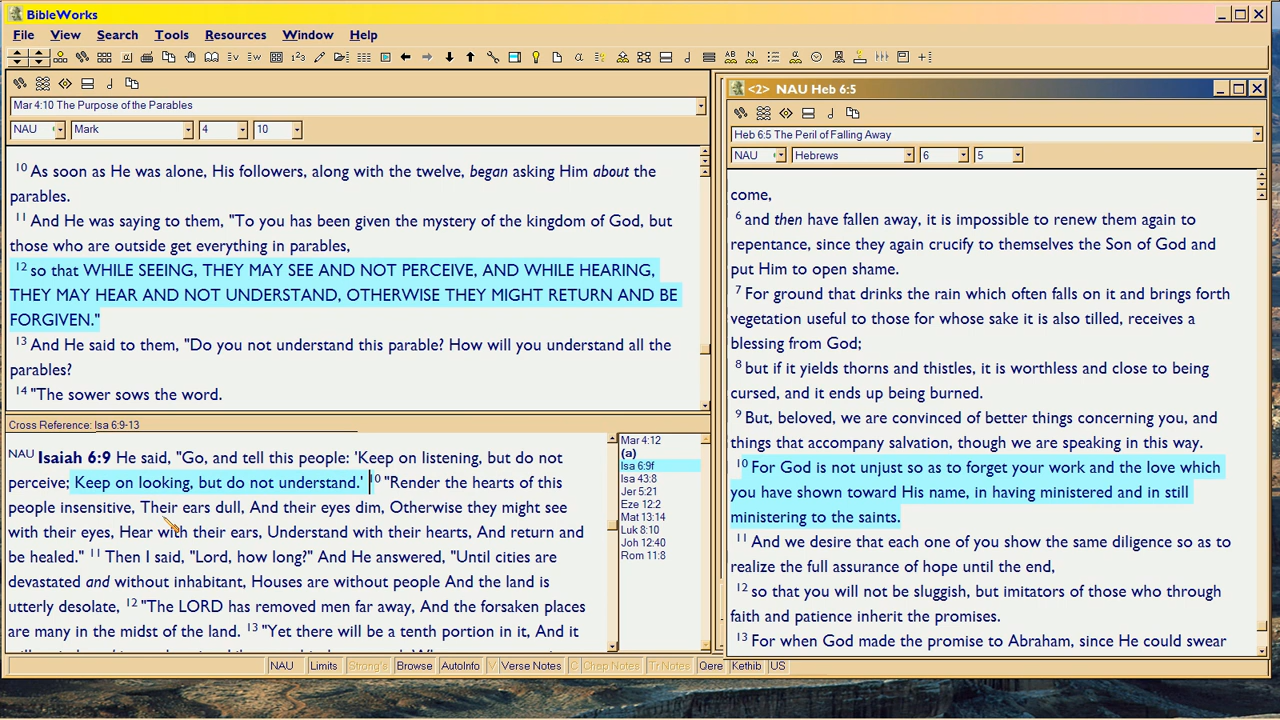 BibleWorks
File View Search Tools Resources Window Help
Mar 4:10 The Purpose of the Parables
NAU Mark 4 10
10 As soon as He was alone, His followers, along with the twelve, began asking Him about the
parables.
11 And He was saying to them, "To you has been given the mystery of the kingdom of God, but
those who are outside get everything in parables,
12 so that WHILE SEEING, THEY MAY SEE AND NOT PERCEIVE, AND WHILE HEARING,
THEY MAY HEAR AND NOT UNDERSTAND, OTHERWISE THEY MIGHT RETURN AND BE
FORGIVEN."
13 And He said to them, "Do you not understand this parable? How will you understand all the
parables?
14 "The sower sows the word.
Cross Reference: Isa 6:9-13
NAU Isaiah 6:9 He said, "Go, and tell this people: 'Keep on listening, but do not
perceive; Keep on looking, but do not understand.' 10 "Render the hearts of this
people insensitive, Their ears dull, And their eyes dim, Otherwise they might see
with their eyes, Hear with their ears, Understand with their hearts, And return and
be healed." 11 Then I said, "Lord, how long?" And He answered, "Until cities are
devastated and without inhabitant, Houses are without people And the land is
utterly desolate, 12 "The LORD has removed men far away, And the forsaken places
are many in the midst of the land. 13 "Yet there will be a tenth portion in it, And it
Mar 4:12
(a)
Isa 6:9f
Isa 43:8
Jer 5:21
Eze 12:2
Mat 13:14
Luk 8:10
Joh 12:40
Rom 11:8
<2> NAU Heb 6:5
Heb 6:5 The Peril of Falling Away
NAU Hebrews 6 5
come,
6 and then have fallen away, it is impossible to renew them again to
repentance, since they again crucify to themselves the Son of God and
put Him to open shame.
7 For ground that drinks the rain which often falls on it and brings forth
vegetation useful to those for whose sake it is also tilled, receives a
blessing from God;
8 but if it yields thorns and thistles, it is worthless and close to being
cursed, and it ends up being burned.
9 But, beloved, we are convinced of better things concerning you, and
things that accompany salvation, though we are speaking in this way.
10 For God is not unjust so as to forget your work and the love which
you have shown toward His name, in having ministered and in still
ministering to the saints.
11 And we desire that each one of you show the same diligence so as to
realize the full assurance of hope until the end,
12 so that you will not be sluggish, but imitators of those who through
faith and patience inherit the promises.
13 For when God made the promise to Abraham, since He could swear
NAU Limits Strong's Browse AutoInfo V Verse Notes C Chap Notes Tr Notes Qere Kethib US